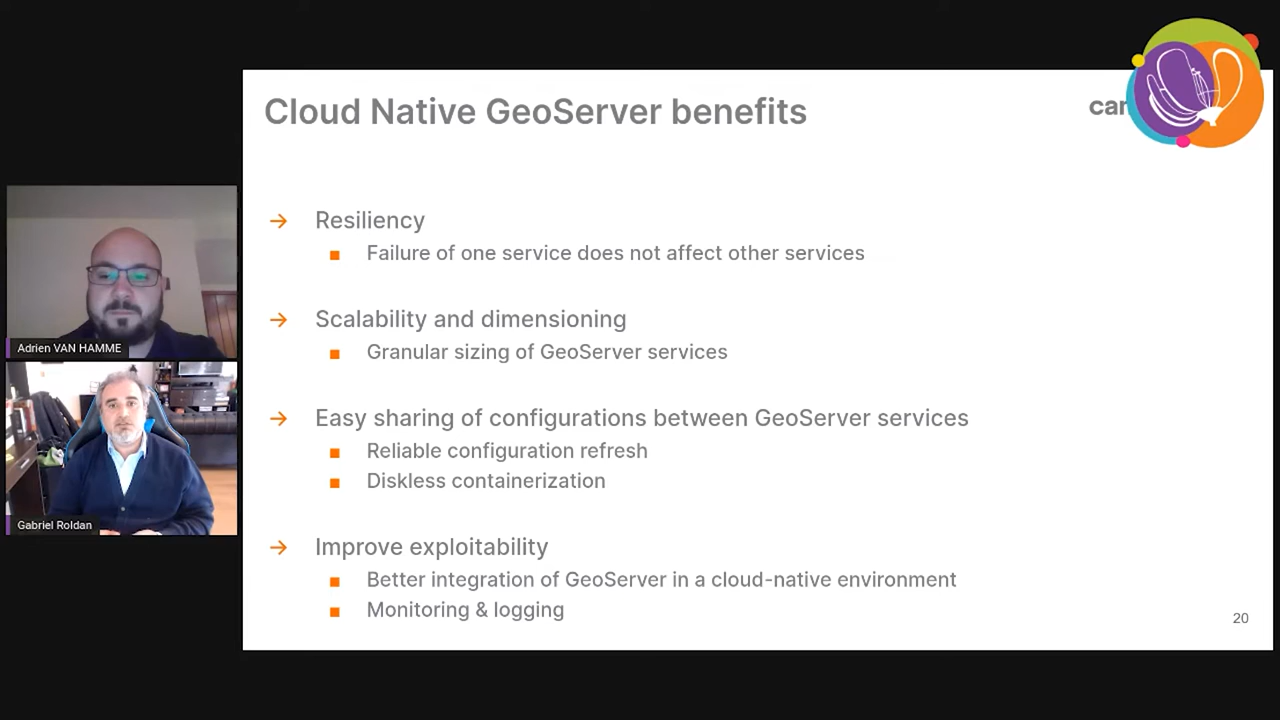 Cloud Native GeoServer benefits
→ Resiliency
■ Failure of one service does not affect other services
→ Scalability and dimensioning
■ Granular sizing of GeoServer services
→ Easy sharing of configurations between GeoServer services
■ Reliable configuration refresh
■ Diskless containerization
→ Improve exploitability
■ Better integration of GeoServer in a cloud-native environment
■ Monitoring & logging
20
Adrien VAN HAMME
Gabriel Roldan